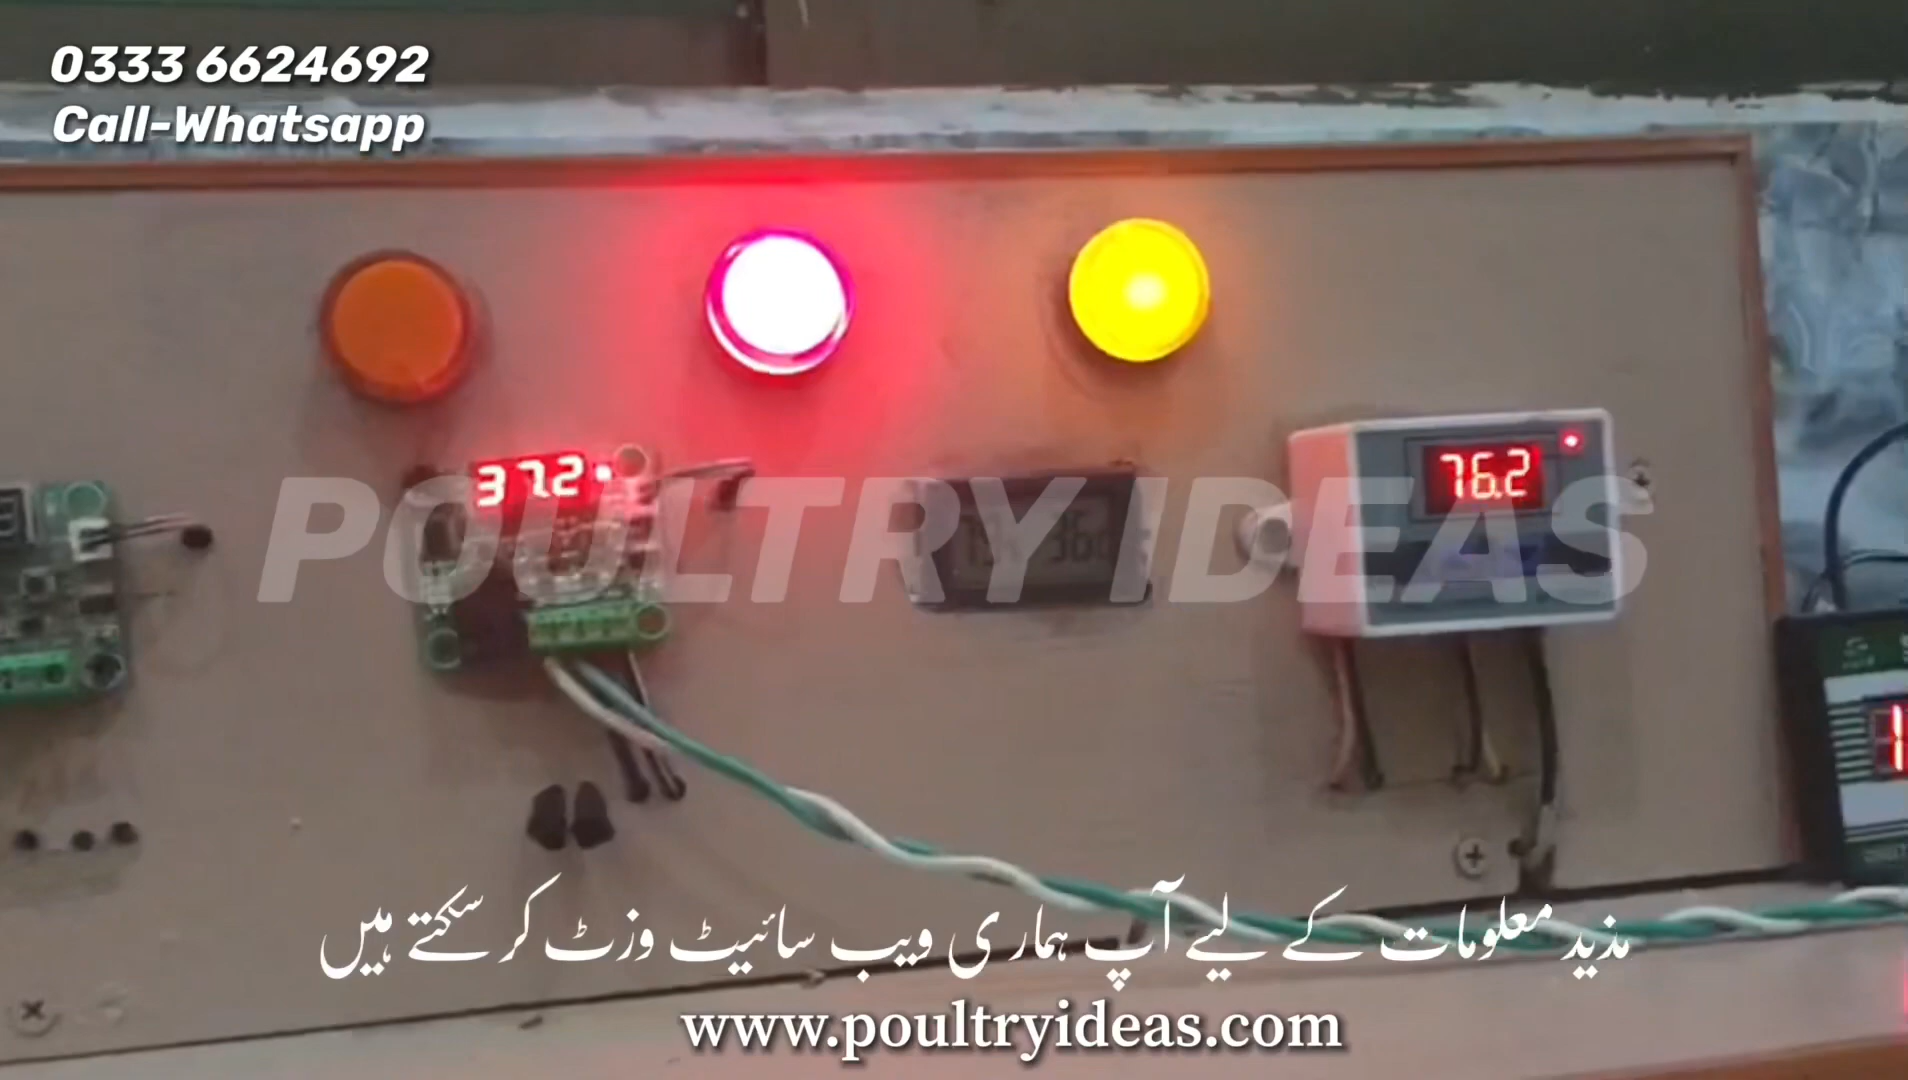 0333 6624692
Call-Whatsapp
37.2
76.2
POULTRY IDEAS
مذید معلومات کے لیے آپ ہماری ویب سائیٹ وزٹ کر سکتے ہیں
www.poultryideas.com